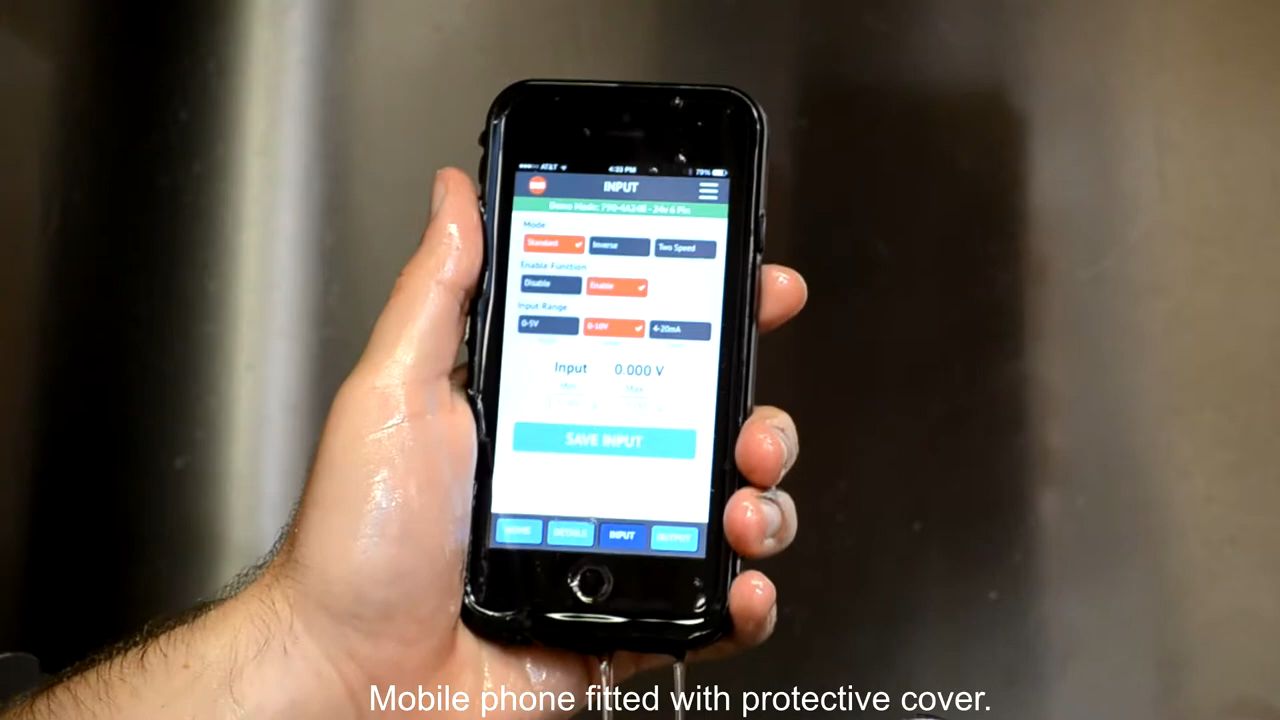 AT&T 4:33 PM 79%
INPUT
Demo Mode: 790-4A24B - 24v 6 Pin
Mode
Standard Inverse Two Speed
Enable Function
Disable Enable
Input Range
0-5V 0-10V 4-20mA
Input 0.000 V
Min Max
SAVE INPUT
HOME DETAILS INPUT OUTPUT
Mobile phone fitted with protective cover.